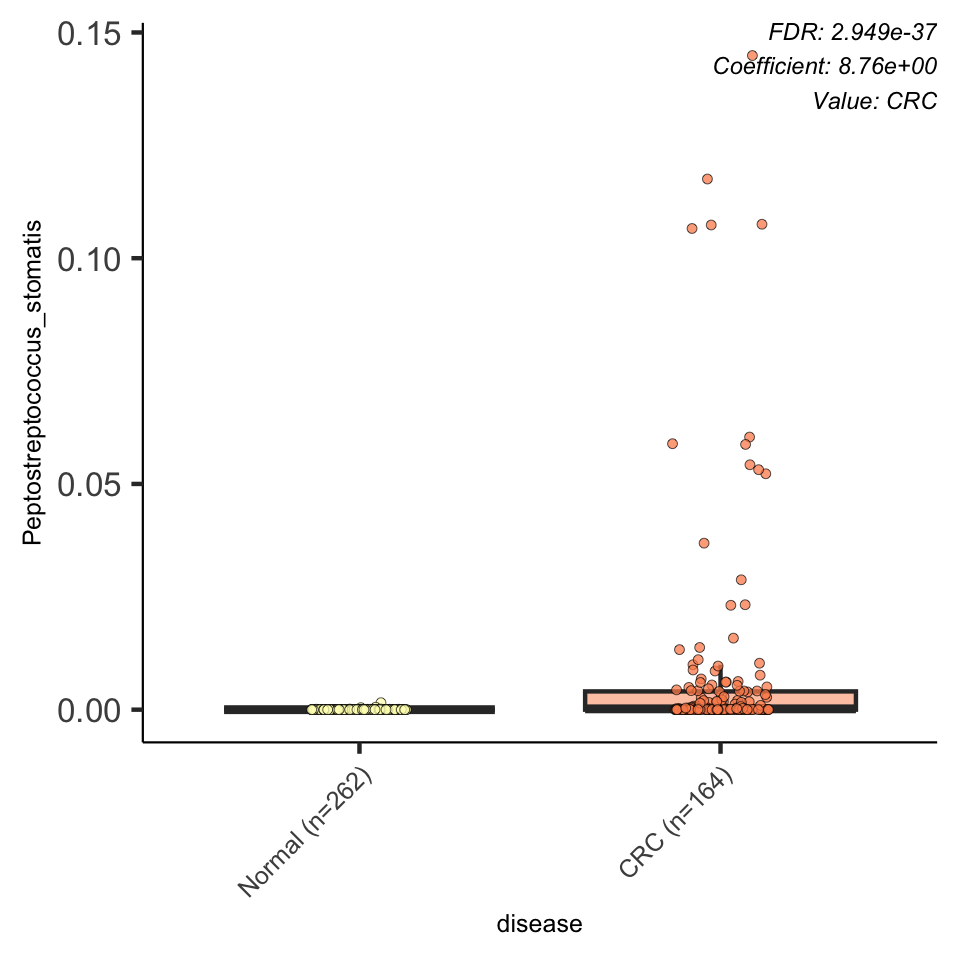 FDR: 2.949e-37
Coefficient: 8.76e+00
Value: CRC
Peptostreptococcus_stomatis
0.15
0.10
0.05
0.00
Normal (n=262)
CRC (n=164)
disease